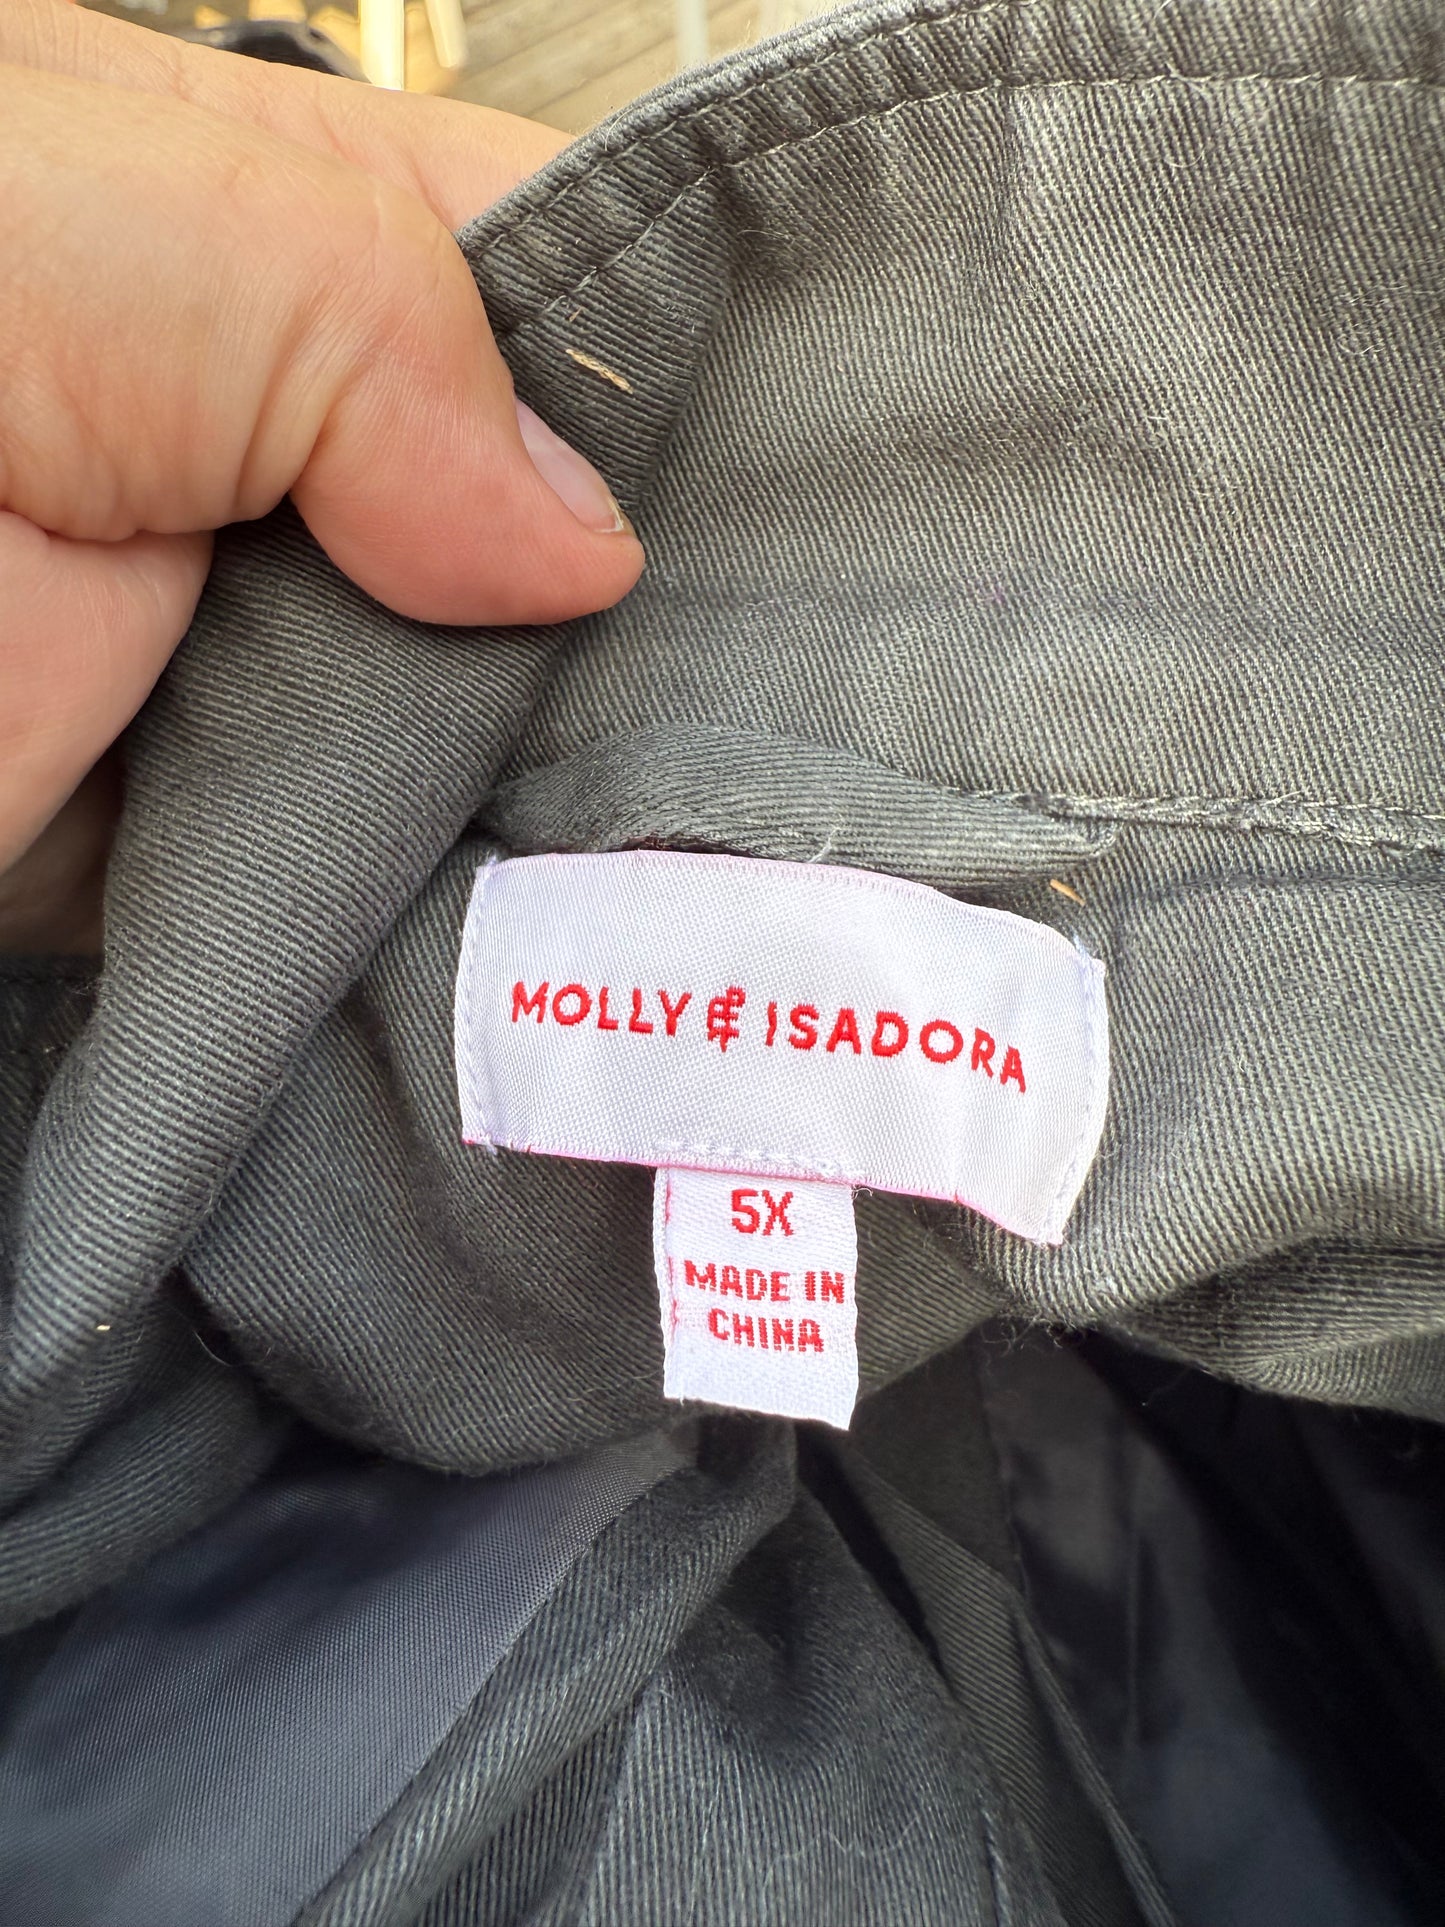 MOLLY & ISADORA
5X
MADE IN
CHINA